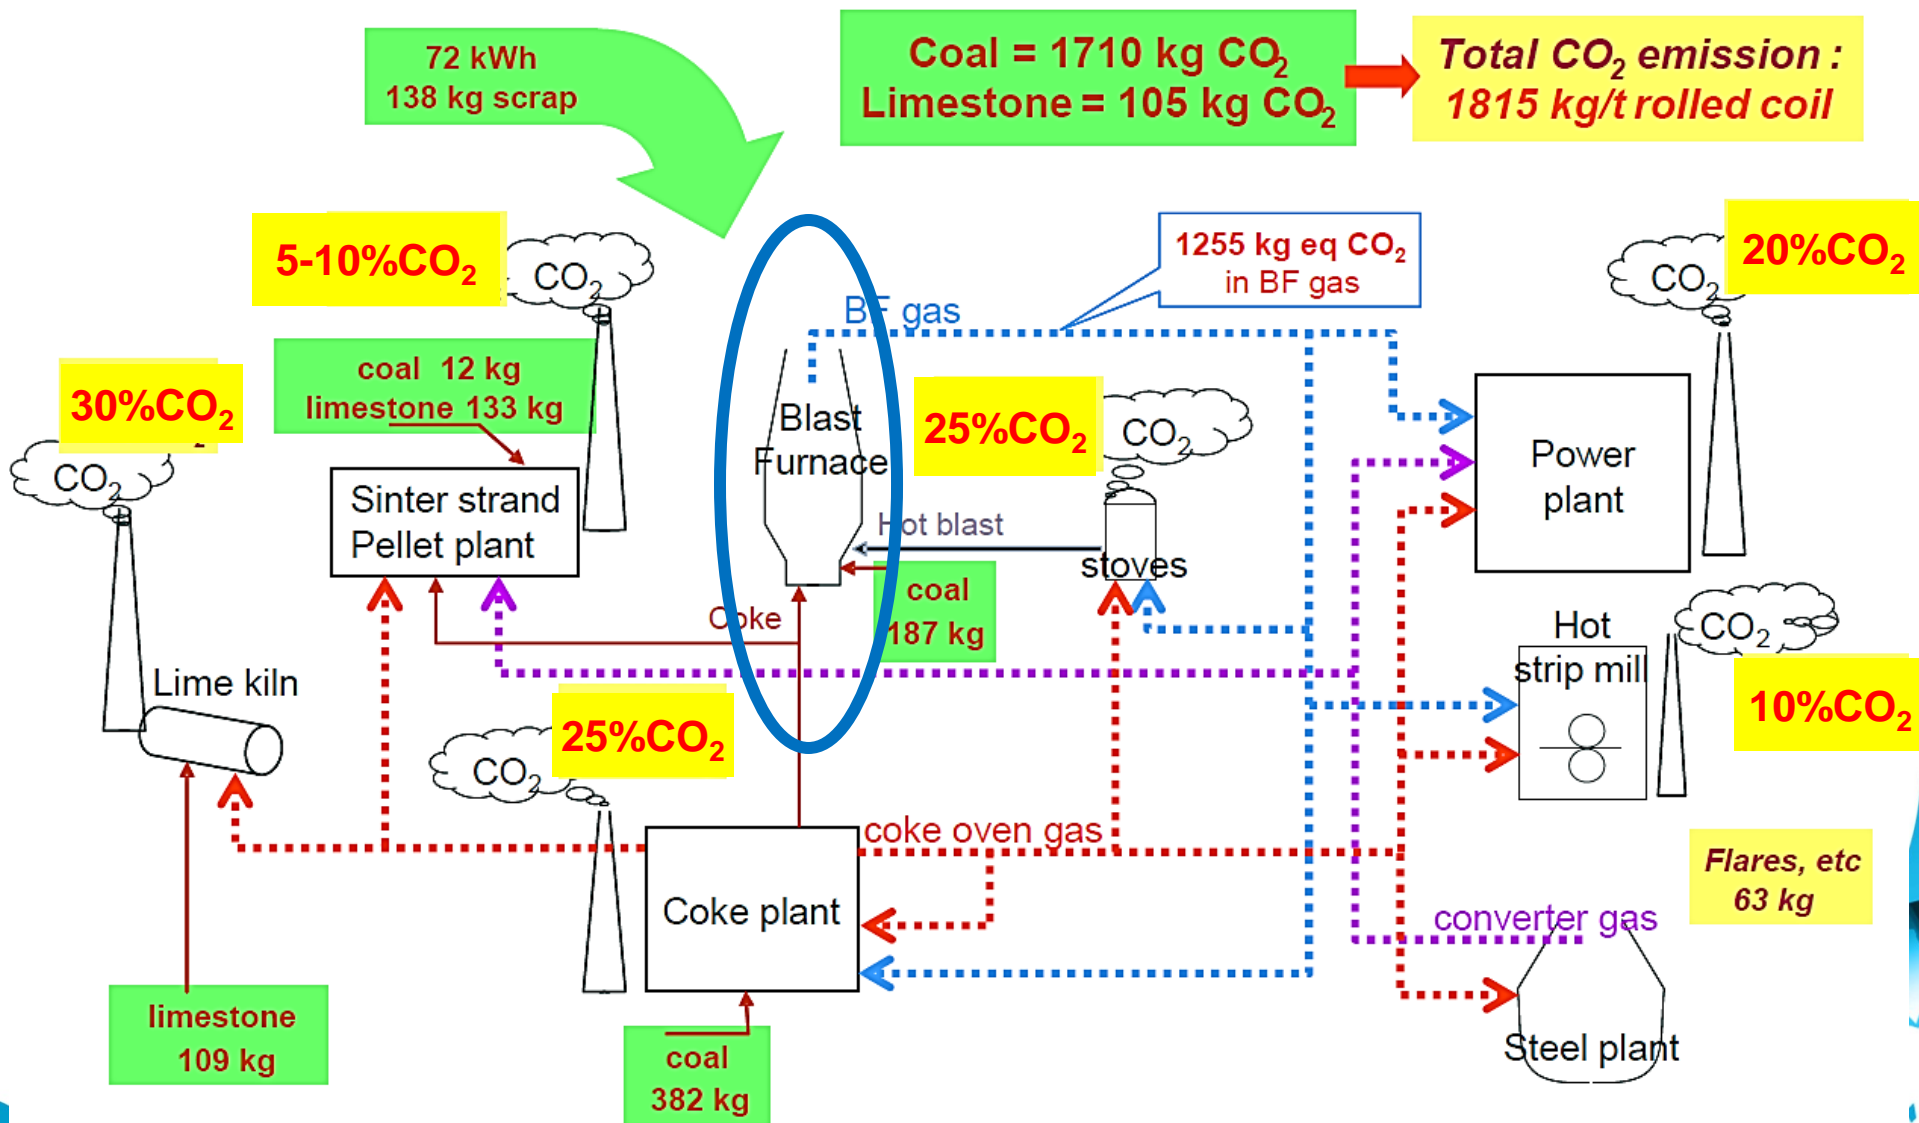 72 kWh
138 kg scrap
Coal = 1710 kg CO₂
Limestone = 105 kg CO₂
Total CO₂ emission :
1815 kg/t rolled coil
5-10%CO₂
CO₂
1255 kg eq CO₂
in BF gas
20%CO₂
CO₂
BF gas
coal 12 kg
limestone 133 kg
30%CO₂
CO₂
Blast
Furnace
25%CO₂
CO₂
Power
plant
Sinter strand
Pellet plant
Hot blast
stoves
coal
187 kg
Coke
Hot
strip mill
CO₂
10%CO₂
Lime kiln
25%CO₂
CO₂
coke oven gas
Coke plant
Flares, etc
63 kg
converter gas
Steel plant
limestone
109 kg
coal
382 kg